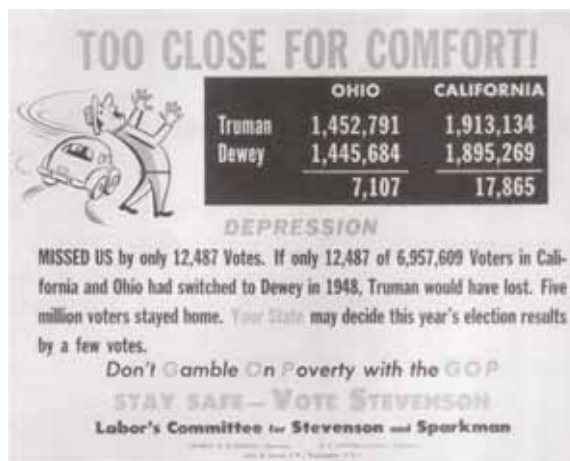 TOO CLOSE FOR COMFORT!
OHIO CALIFORNIA
Truman 1,452,791 1,913,134
Dewey 1,445,684 1,895,269
7,107 17,865
DEPRESSION
MISSED US by only 12,487 Votes. If only 12,487 of 6,957,609 Voters in Cali-
fornia and Ohio had switched to Dewey in 1948, Truman would have lost. Five
million voters stayed home. Your State may decide this year's election results
by a few votes.
Don't Gamble On Poverty with the GOP
STAY SAFE — VOTE STEVENSON
Labor's Committee for Stevenson and Sparkman